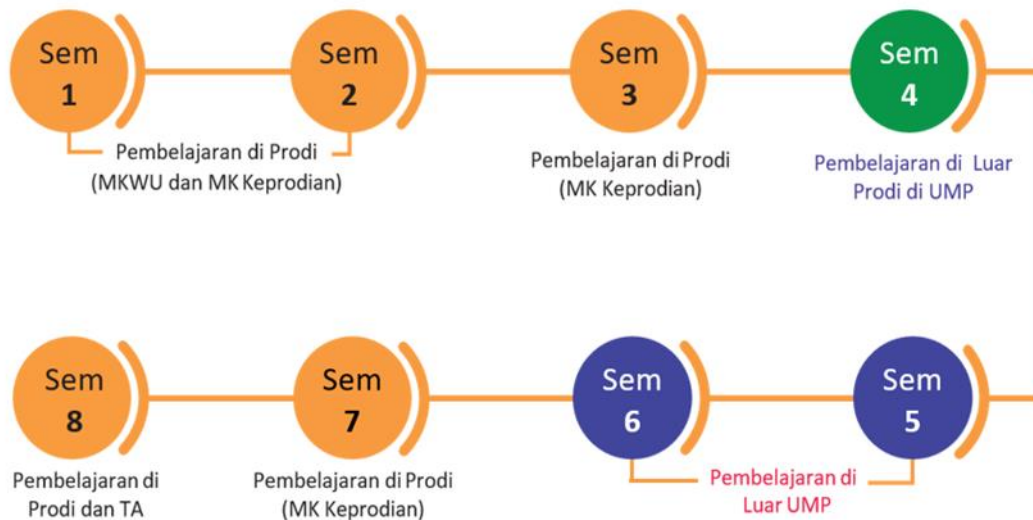 Sem
1
Sem
2
Sem
3
Sem
4
Pembelajaran di Prodi
(MKWU dan MK Keprodian)
Pembelajaran di Prodi
(MK Keprodian)
Pembelajaran di Luar
Prodi di UMP
Sem
8
Sem
7
Sem
6
Sem
5
Pembelajaran di
Prodi dan TA
Pembelajaran di Prodi
(MK Keprodian)
Pembelajaran di
Luar UMP